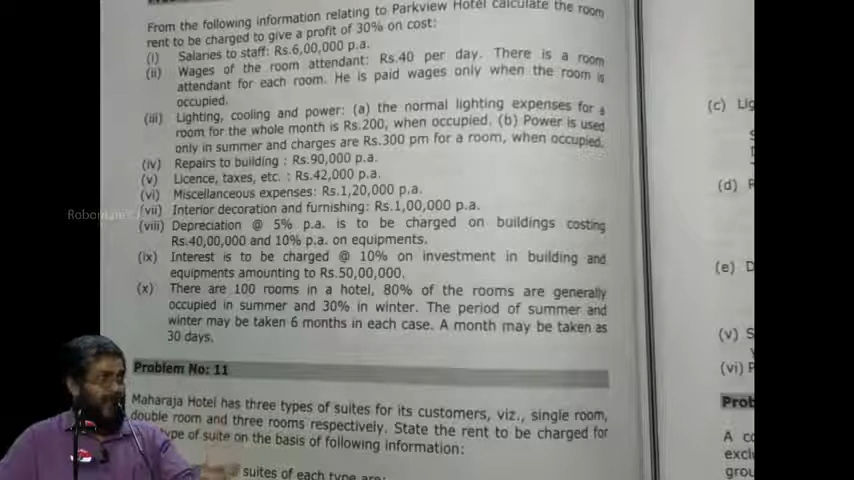 From the following information relating to Parkview Hotel calculate the room
rent to be charged to give a profit of 30% on cost:
(i) Salaries to staff: Rs.6,00,000 p.a.
(ii) Wages of the room attendant: Rs.40 per day. There is a room
attendant for each room. He is paid wages only when the room is
occupied.
(iii) Lighting, cooling and power: (a) the normal lighting expenses for a
room for the whole month is Rs.200, when occupied. (b) Power is used
only in summer and charges are Rs.300 pm for a room, when occupied.
(iv) Repairs to building : Rs.90,000 p.a.
(v) Licence, taxes, etc. : Rs.42,000 p.a.
(vi) Miscellaneous expenses: Rs.1,20,000 p.a.
(vii) Interior decoration and furnishing: Rs.1,00,000 p.a.
(viii) Depreciation @ 5% p.a. is to be charged on buildings costing
Rs.40,00,000 and 10% p.a. on equipments.
(ix) Interest is to be charged @ 10% on investment in building and
equipments amounting to Rs.50,00,000.
(x) There are 100 rooms in a hotel, 80% of the rooms are generally
occupied in summer and 30% in winter. The period of summer and
winter may be taken 6 months in each case. A month may be taken as
30 days.
Problem No: 11
Maharaja Hotel has three types of suites for its customers, viz., single room,
double room and three rooms respectively. State the rent to be charged for
type of suite on the basis of following information:
suites of each type are:
(c) Lig
(d)
(e) D
(v) S
(vi) P
Prob
A co
exclu
grou